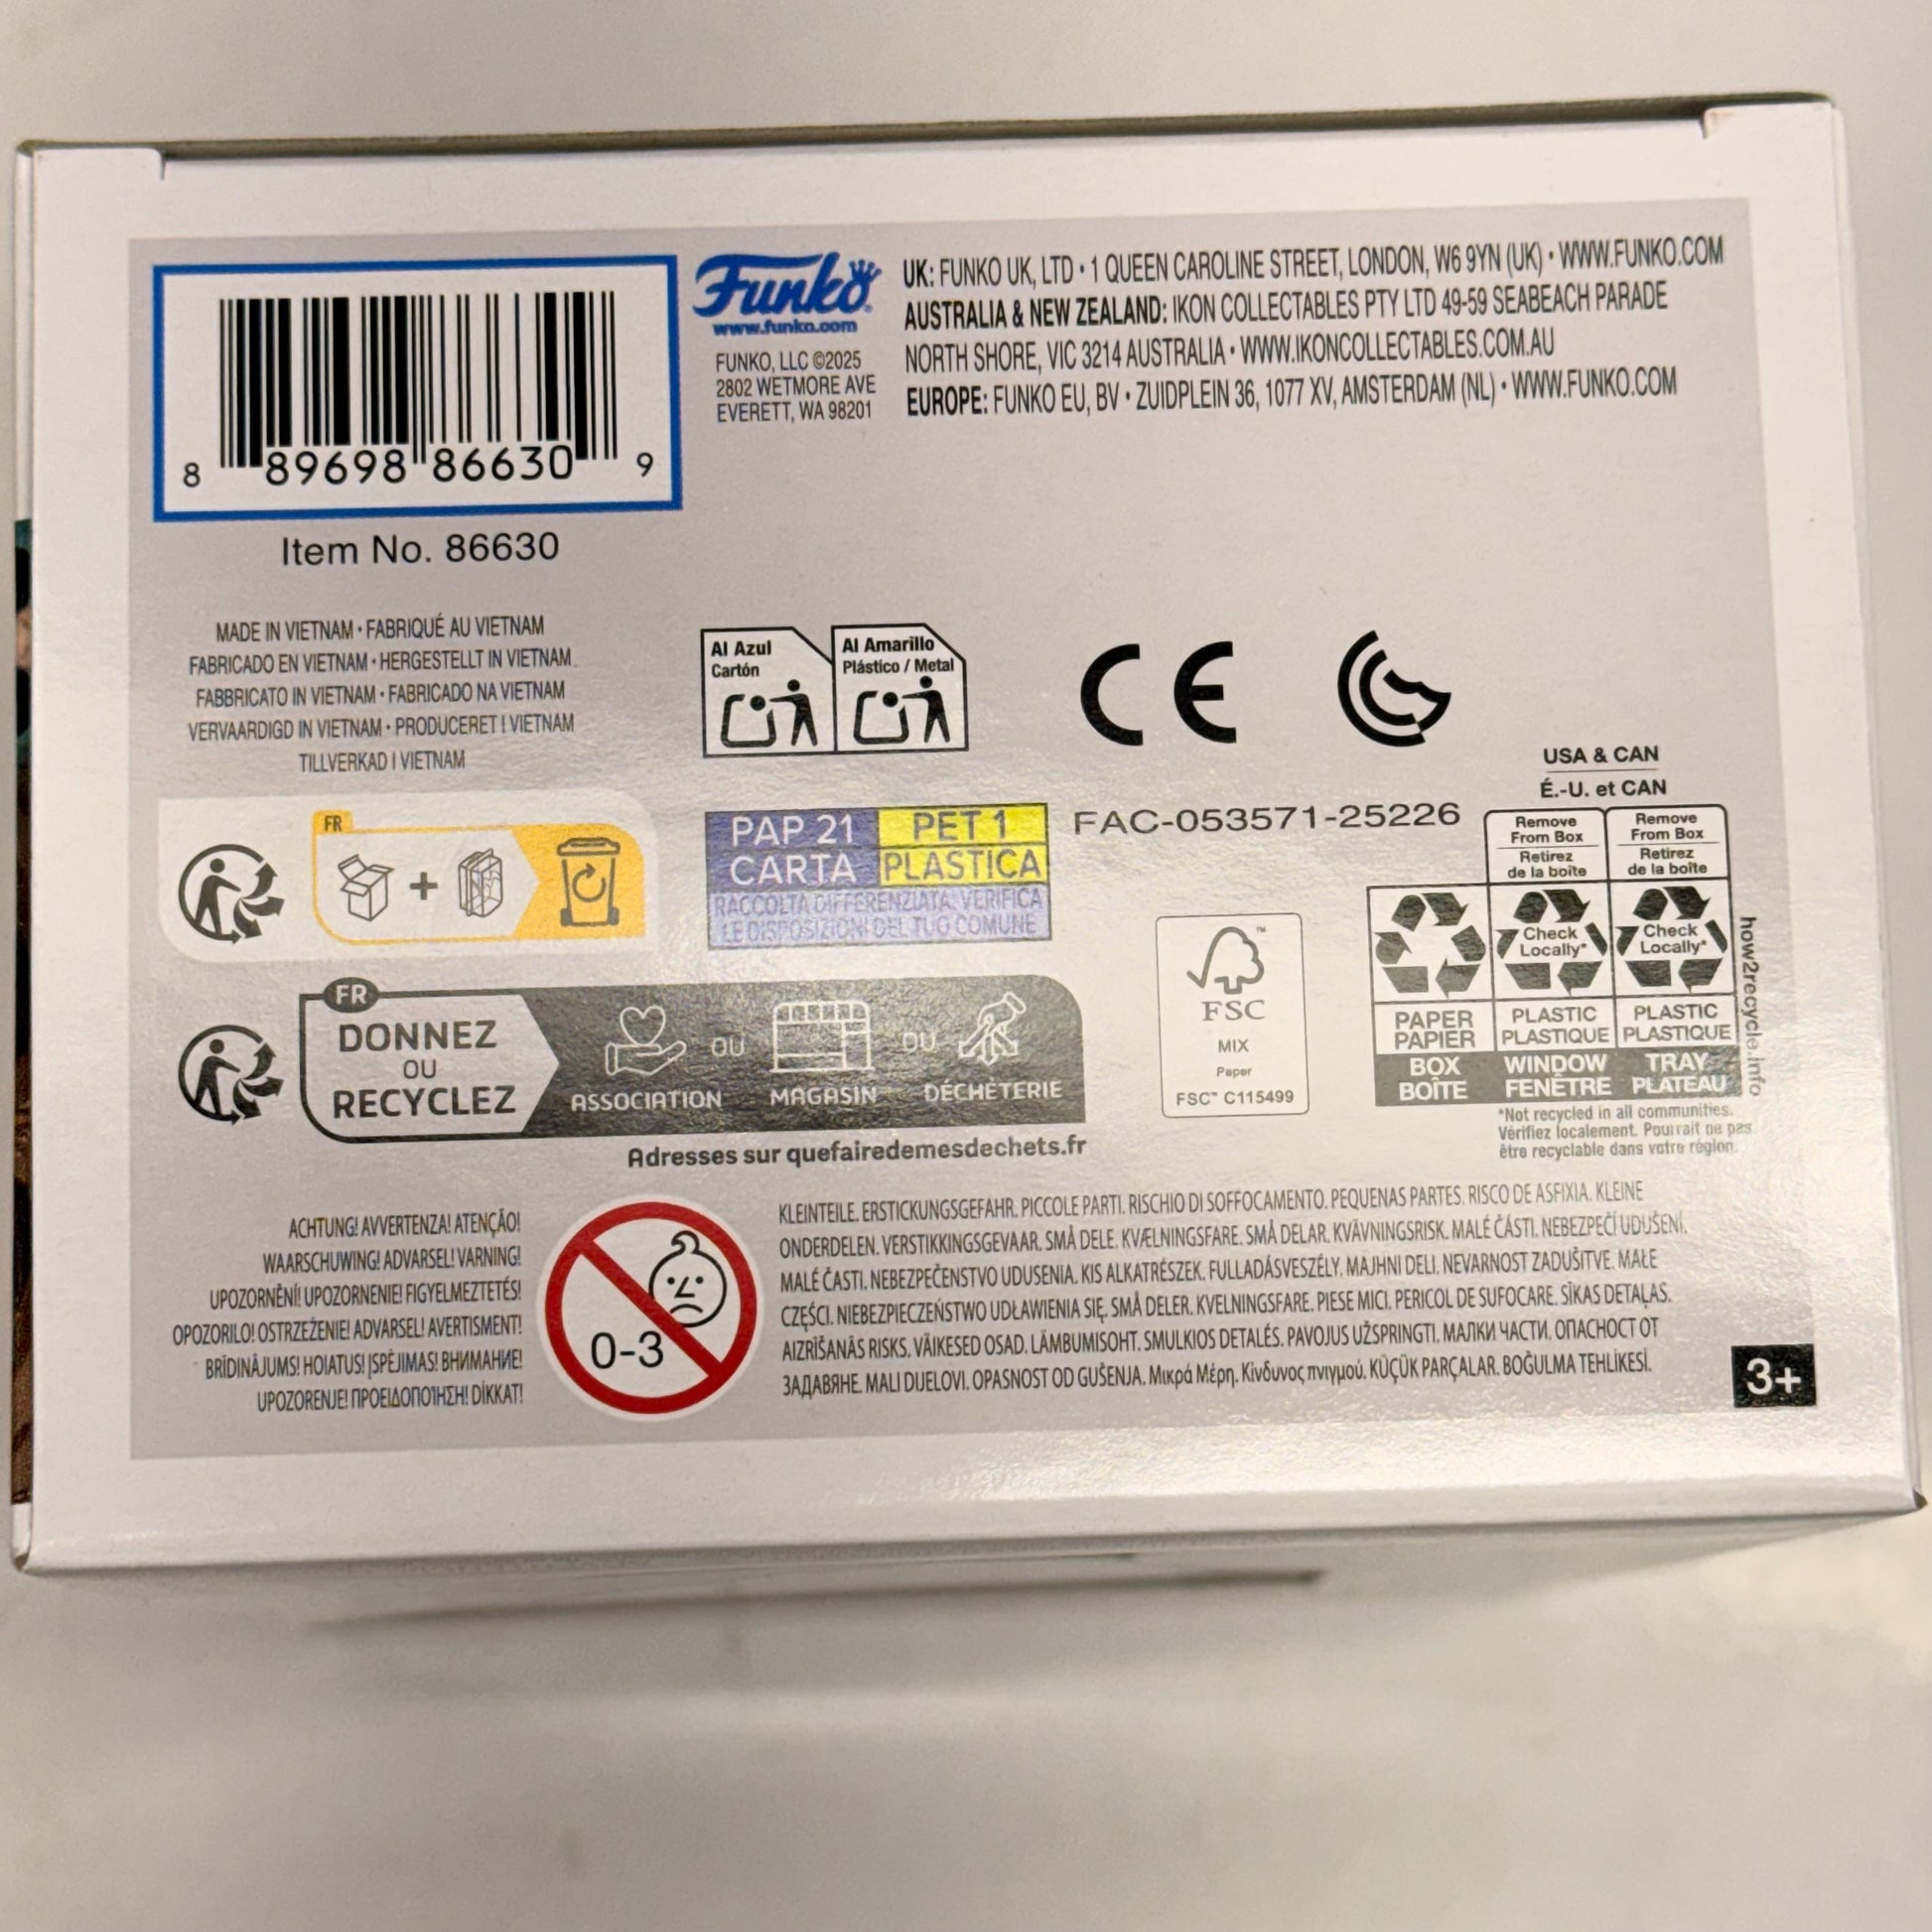 8 89698 86630 9
Item No. 86630
Funko
www.funko.com
FUNKO, LLC ©2025
2802 WETMORE AVE
EVERETT, WA 98201
UK: FUNKO UK, LTD • 1 QUEEN CAROLINE STREET, LONDON, W6 9YN (UK) • WWW.FUNKO.COM
AUSTRALIA & NEW ZEALAND: IKON COLLECTABLES PTY LTD 49-59 SEABEACH PARADE
NORTH SHORE, VIC 3214 AUSTRALIA • WWW.IKONCOLLECTABLES.COM.AU
EUROPE: FUNKO EU, BV • ZUIDPLEIN 36, 1077 XV, AMSTERDAM (NL) • WWW.FUNKO.COM
MADE IN VIETNAM • FABRIQUÉ AU VIETNAM
FABRICADO EN VIETNAM • HERGESTELLT IN VIETNAM
FABBRICATO IN VIETNAM • FABRICADO NA VIETNAM
VERVAARDIGD IN VIETNAM • PRODUCERET I VIETNAM
TILLVERKAD I VIETNAM
Al Azul
Cartón
Al Amarillo
Plástico / Metal
CE
FR
PAP 21
CARTA
PET 1
PLASTICA
RACCOLTA DIFFERENZIATA. VERIFICA
LE DISPOSIZIONI DEL TUO COMUNE
FAC-053571-25226
USA & CAN
É.-U. et CAN
Remove
From Box
Retirez
de la boîte
Remove
From Box
Retirez
de la boîte
Check
Locally*
Check
Locally*
PAPER
PAPIER
PLASTIC
PLASTIQUE
PLASTIC
PLASTIQUE
BOX
BOÎTE
WINDOW
FENÊTRE
TRAY
PLATEAU
how2recycle.info
*Not recycled in all communities.
Vérifiez localement. Pourrait ne pas
être recyclable dans votre région.
FSC™
MIX
Paper
FSC™ C115499
FR
DONNEZ
OU
RECYCLEZ
ASSOCIATION
OU
MAGASIN
OU
DÉCHÈTERIE
Adresses sur quefairedemesdechets.fr
ACHTUNG! AVVERTENZA! ATENÇÃO!
WAARSCHUWING! ADVARSEL! VARNING!
UPOZORNĚNÍ! UPOZORNENIE! FIGYELMEZTETÉS!
OPOZORILO! OSTRZEŻENIE! ADVARSEL! AVERTISMENT!
BRĪDINĀJUMS! HOIATUS! ĮSPĖJIMAS! ВНИМАНИЕ!
UPOZORENJE! ΠΡΟΕΙΔΟΠΟΊΗΣΗ! DİKKAT!
0-3
KLEINTEILE. ERSTICKUNGSGEFAHR. PICCOLE PARTI. RISCHIO DI SOFFOCAMENTO. PEQUENAS PARTES. RISCO DE ASFIXIA. KLEINE
ONDERDELEN. VERSTIKKINGSGEVAAR. SMÅ DELE. KVÆLNINGSFARE. SMÅ DELAR. KVÄVNINGSRISK. MALÉ ČÁSTI. NEBEZPEČÍ UDUŠENÍ.
MALÉ ČASTI. NEBEZPEČENSTVO UDUSENIA. KIS ALKATRÉSZEK. FULLADÁSVESZÉLY. MAJHNI DELI. NEVARNOST ZADUŠITVE. MAŁE
CZĘŚCI. NIEBEZPIECZEŃSTWO UDŁAWIENIA SIĘ. SMÅ DELER. KVELNINGSFARE. PIESE MICI. PERICOL DE SUFOCARE. SĪKAS DETAĻAS.
AIZRĪŠANĀS RISKS. VÄIKESED OSAD. LÄMBUMISOHT. SMULKIOS DETALĖS. PAVOJUS UŽSPRINGTI. МАЛКИ ЧАСТИ. ОПАСНОСТ ОТ
ЗАДАВЯНЕ. MALI DIJELOVI. OPASNOST OD GUŠENJA. Μικρά Μέρη. Κίνδυνος πνιγμού. KÜÇÜK PARÇALAR. BOĞULMA TEHLİKESİ.
3+